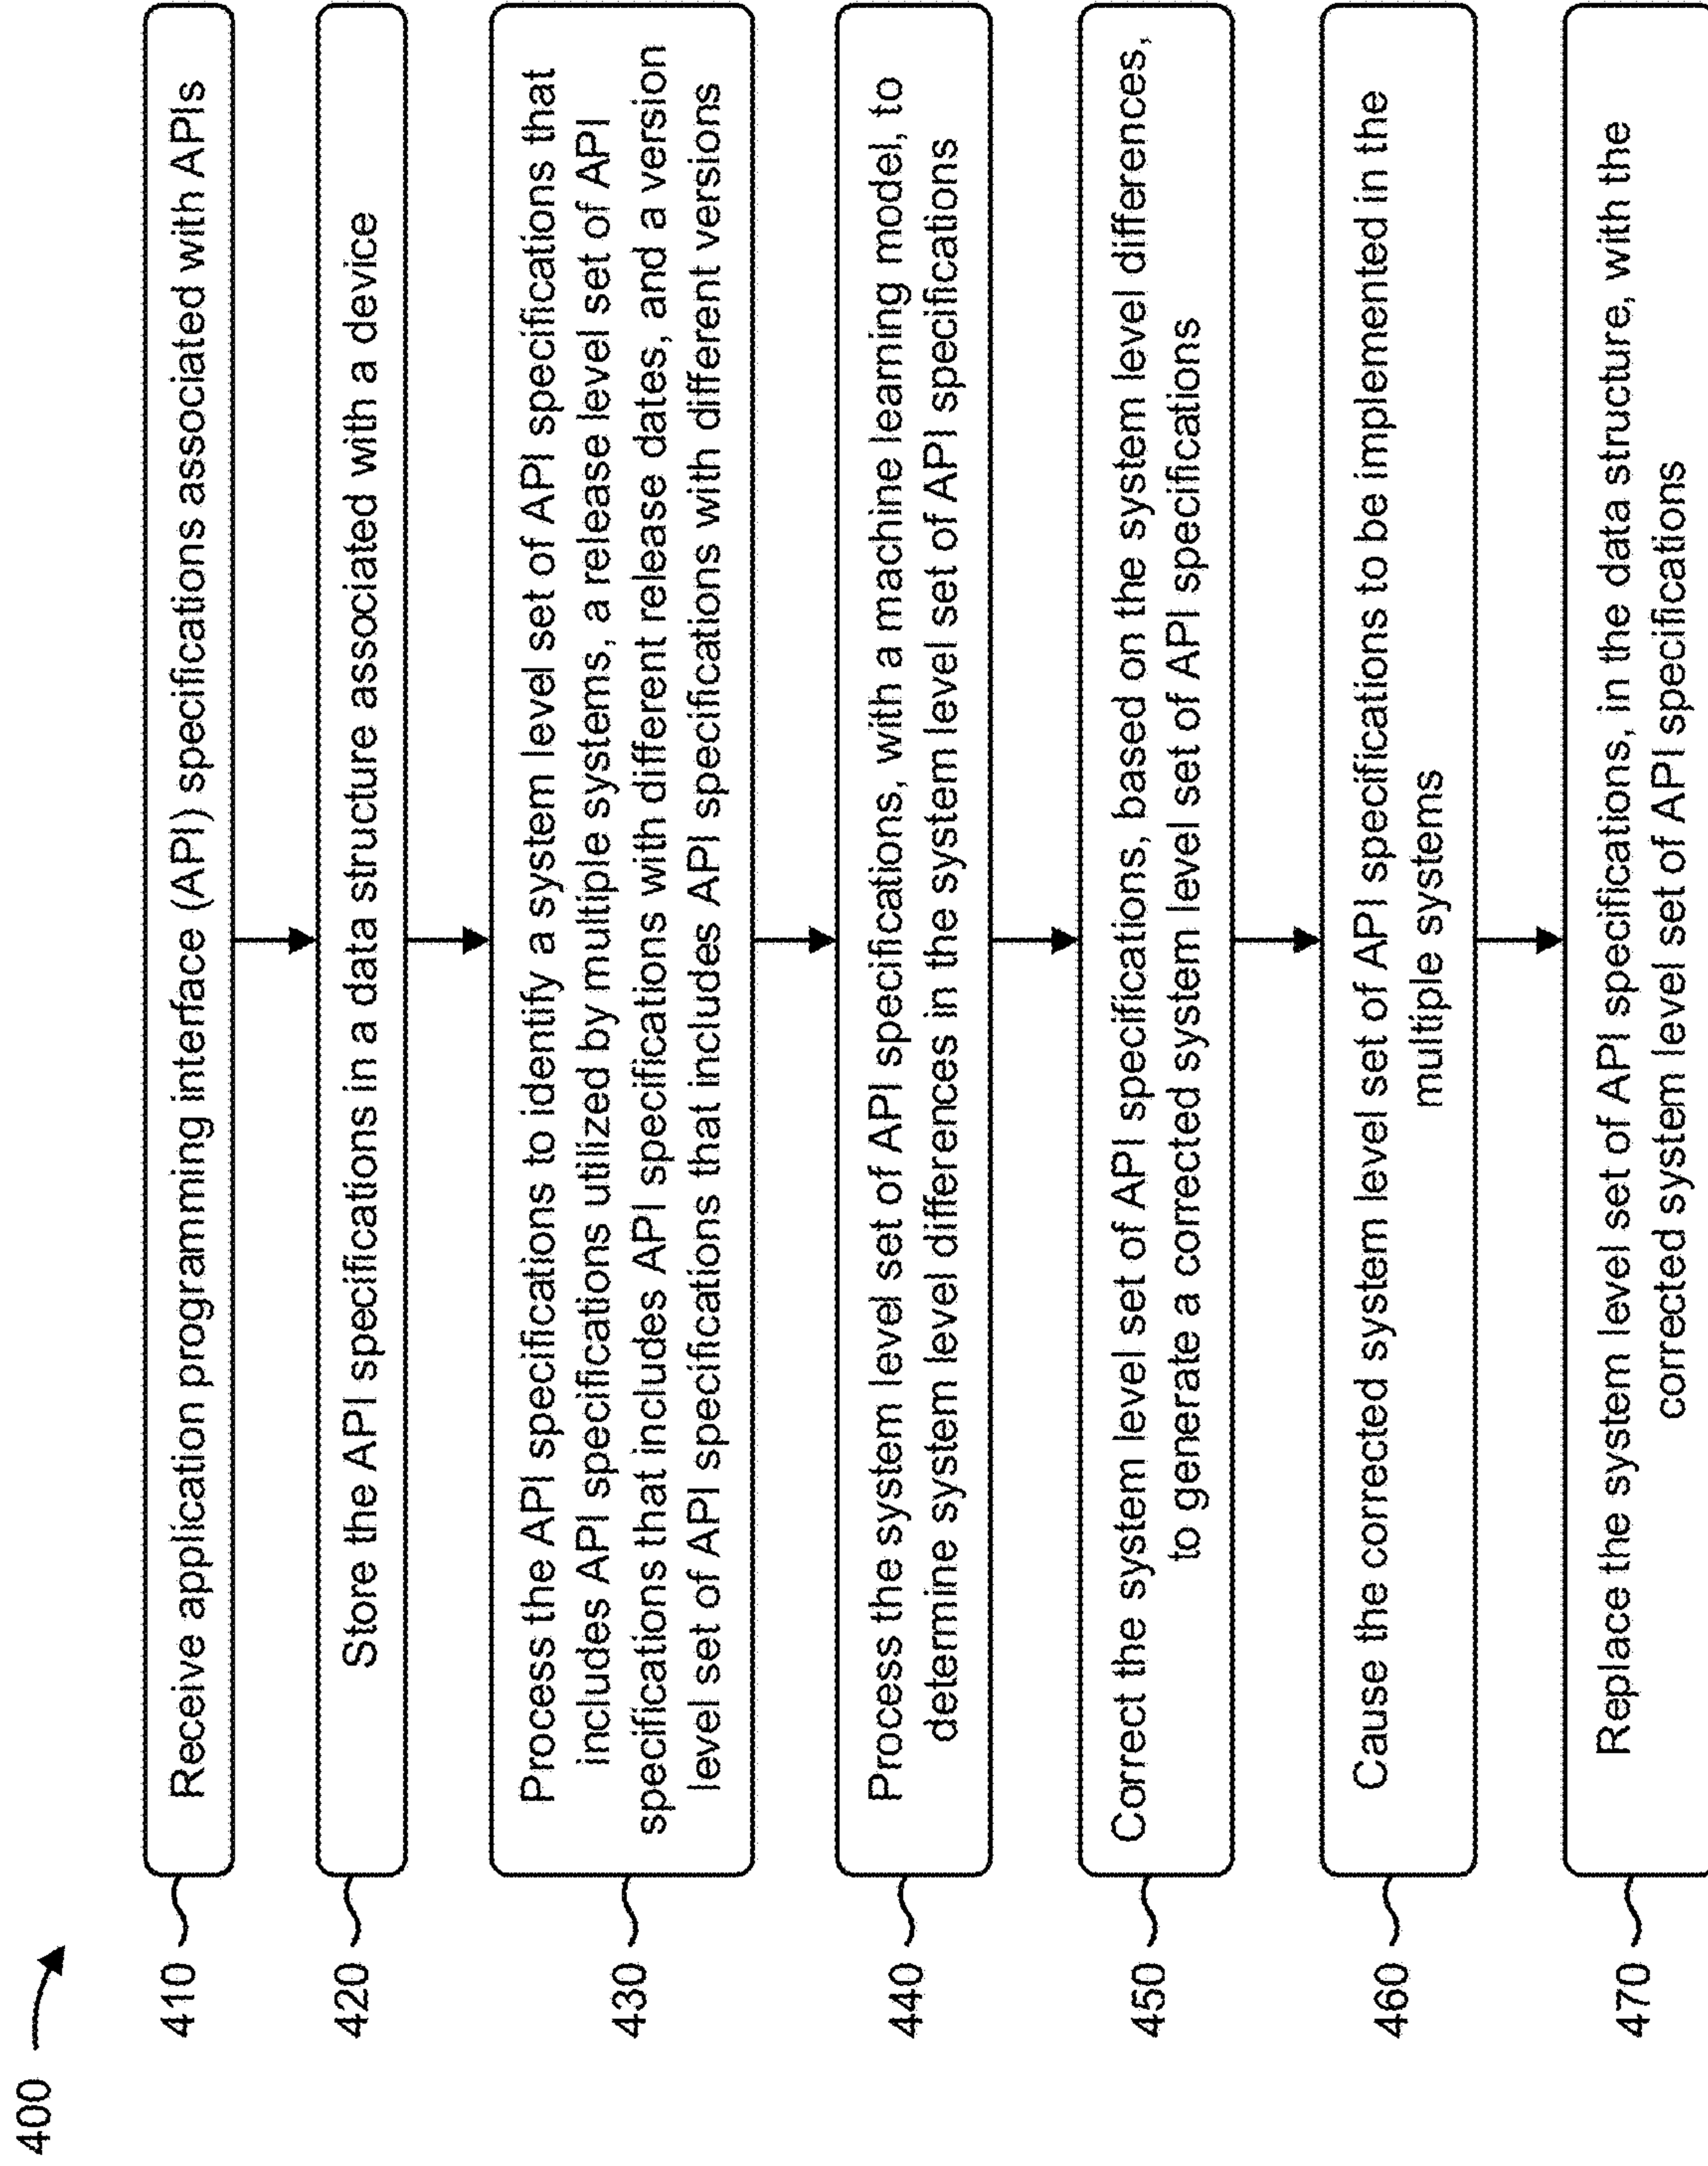 400
410
Receive application programming interface (API) specifications associated with APIs
420
Store the API specifications in a data structure associated with a device
430
Process the API specifications to identify a system level set of API specifications that
includes API specifications utilized by multiple systems, a release level set of API
specifications that includes API specifications with different release dates, and a version
level set of API specifications that includes API specifications with different versions
440
Process the system level set of API specifications, with a machine learning model, to
determine system level differences in the system level set of API specifications
450
Correct the system level set of API specifications, based on the system level differences,
to generate a corrected system level set of API specifications
460
Cause the corrected system level set of API specifications to be implemented in the
multiple systems
470
Replace the system level set of API specifications, in the data structure, with the
corrected system level set of API specifications